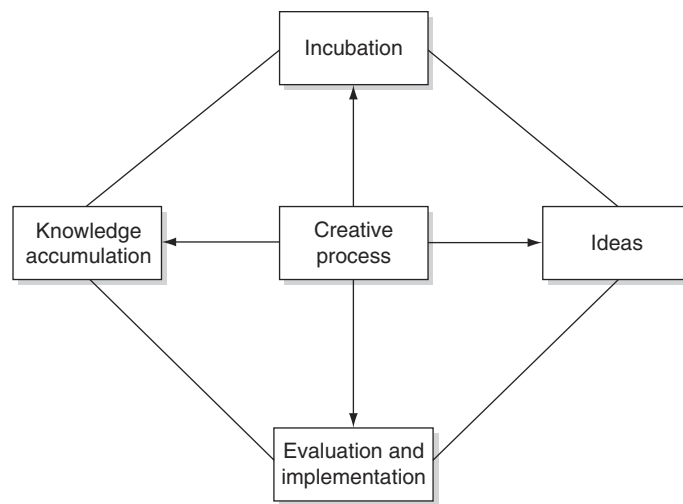 Incubation
Knowledge
accumulation
Creative
process
Ideas
Evaluation and
implementation